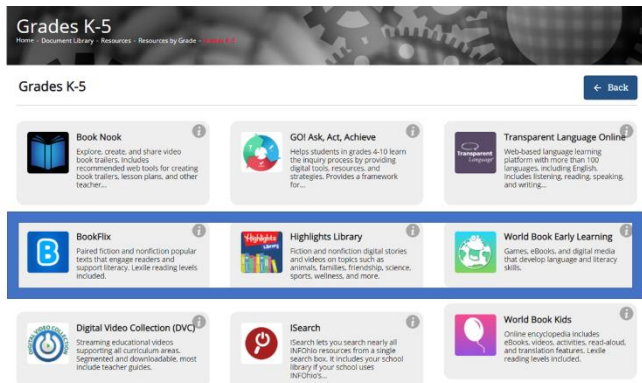 Grades K-5
Home - Document Library - Resources - Resources by Grade - Grades K-5
Grades K-5
← Back
Book Nook
Explore, create, and share video
book trailers. Includes
recommended web tools for creating
book trailers, lesson plans, and other
teacher...
GO! Ask, Act, Achieve
Helps students in grades 4-10 learn
the inquiry process by providing
digital tools, resources, and
strategies. Provides a framework
for...
Transparent
Language
Transparent Language Online
Web-based language learning
platform with more than 100
languages, including English.
Includes listening, reading, speaking,
and writing...
B
BookFlix
Paired fiction and nonfiction popular
texts that engage readers and
support literacy. Lexile reading levels
included.
Highlights
Library
Highlights Library
Fiction and nonfiction digital stories
and videos on topics such as
animals, families, friendship, science,
sports, wellness, and more.
World Book Early Learning
Games, eBooks, and digital media
that develop language and literacy
skills.
DIGITAL VIDEO COLLECTION
Digital Video Collection (DVC)
Streaming educational videos
supporting all curriculum areas.
Segmented and downloadable, most
include teacher guides.
ISearch
ISearch lets you search nearly all
INFOhio resources from a single
search box. It includes your school
library if your school uses
INFOhio's...
World Book Kids
Online encyclopedia includes
eBooks, videos, activities, read-aloud,
and translation features. Lexile
reading levels included.